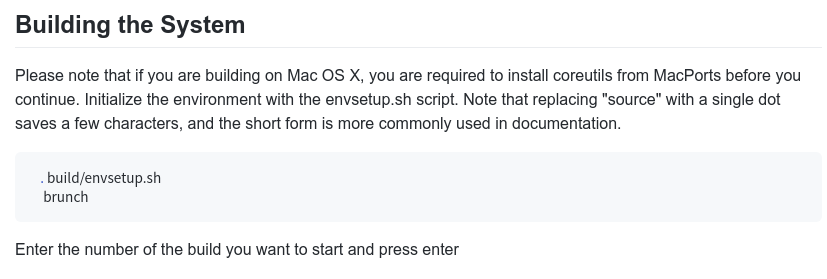 Building the System
Please note that if you are building on Mac OS X, you are required to install coreutils from MacPorts before you
continue. Initialize the environment with the envsetup.sh script. Note that replacing "source" with a single dot
saves a few characters, and the short form is more commonly used in documentation.
. build/envsetup.sh
brunch
Enter the number of the build you want to start and press enter